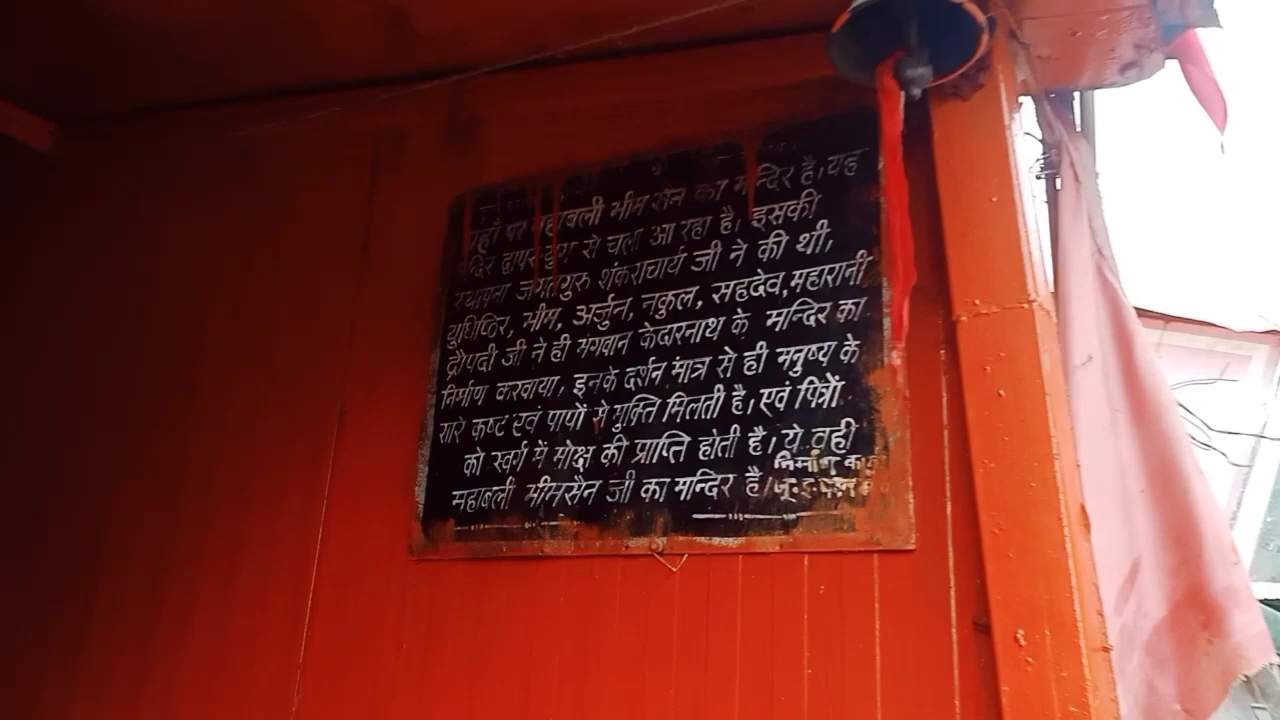 यहाँ पर महाबली भीम सैन का मन्दिर है, यह
मन्दिर द्वापर युग से चला आ रहा है, इसकी
स्थापना जगतगुरु शंकराचार्य जी ने की थी,
युधिष्ठिर, भीम, अर्जुन, नकुल, सहदेव, महारानी
द्रौपदी जी ने ही भगवान केदारनाथ के मन्दिर का
निर्माण करवाया, इनके दर्शन मात्र से ही मनुष्य के
सारे कष्ट एवं पापों से मुक्ति मिलती है, एवं पित्रों
को स्वर्ग में मोक्ष की प्राप्ति होती है। ये वही
महाबली भीमसैन जी का मन्दिर है।
निर्माण